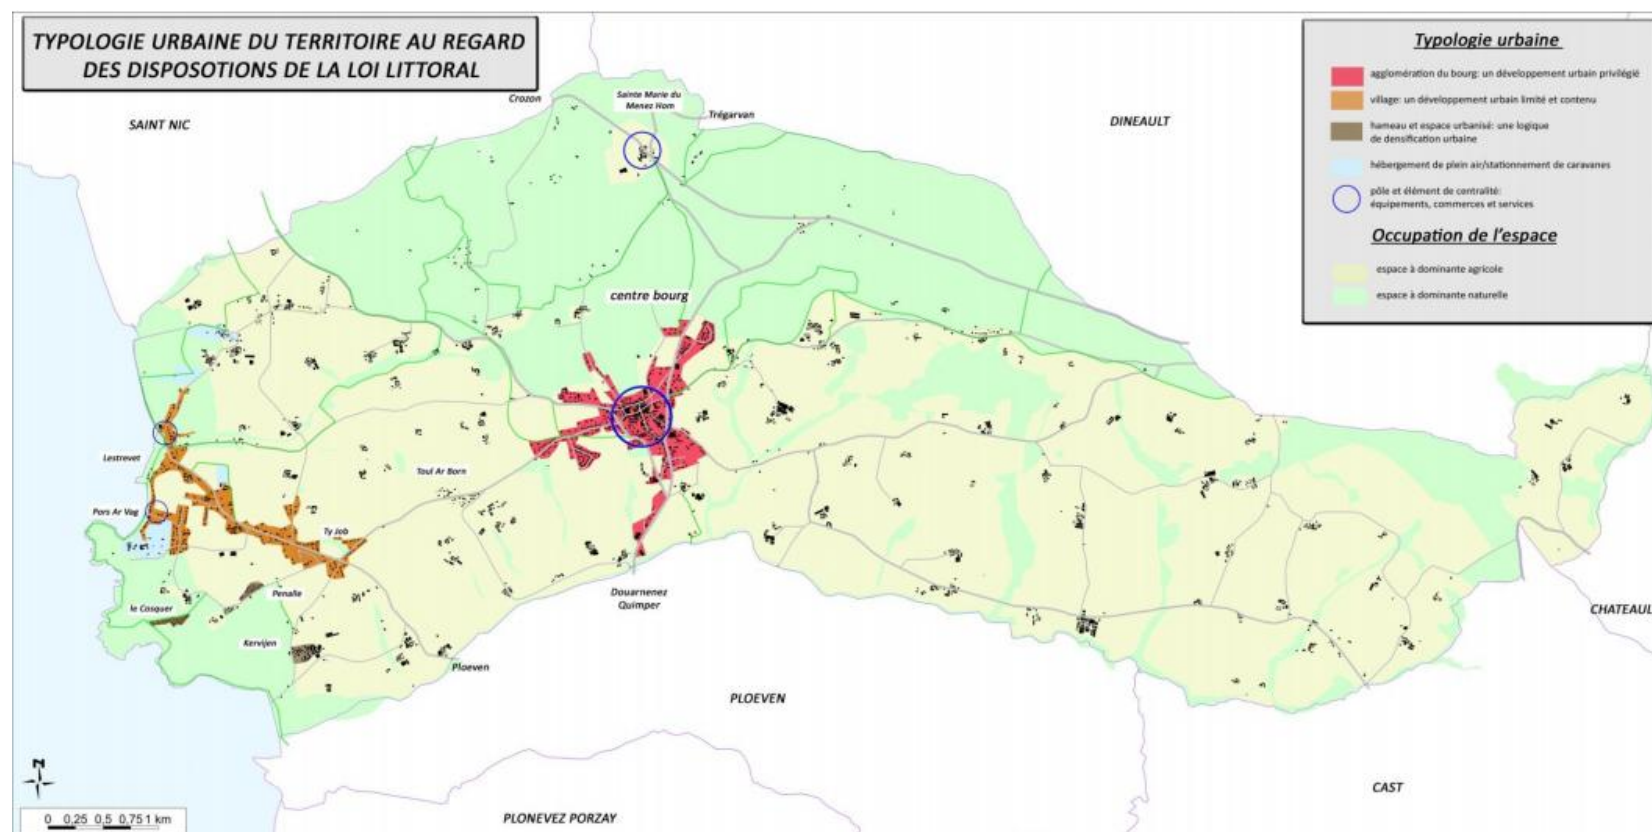 TYPOLOGIE URBAINE DU TERRITOIRE AU REGARD
DES DISPOSOTIONS DE LA LOI LITTORAL
Typologie urbaine
agglomération du bourg: un développement urbain privilégié
village: un développement urbain limité et contenu
hameau et espace urbanisé: une logique
de densification urbaine
hébergement de plein air/stationnement de caravanes
pôle et élément de centralité:
équipements, commerces et services
Occupation de l'espace
espace à dominante agricole
espace à dominante naturelle
SAINT NIC
Crozon
Sainte Marie du
Menez Hom
Trégarvan
DINEAULT
centre bourg
Lestrevet
Toul Ar Born
Pors Ar Vag
Ty Job
Penalle
le Cosquer
Kervijen
Douarnenez
Quimper
CHATEAUL
Ploeven
PLOEVEN
CAST
PLONEVEZ PORZAY
N
0 0,25 0,5 0,75 1 km